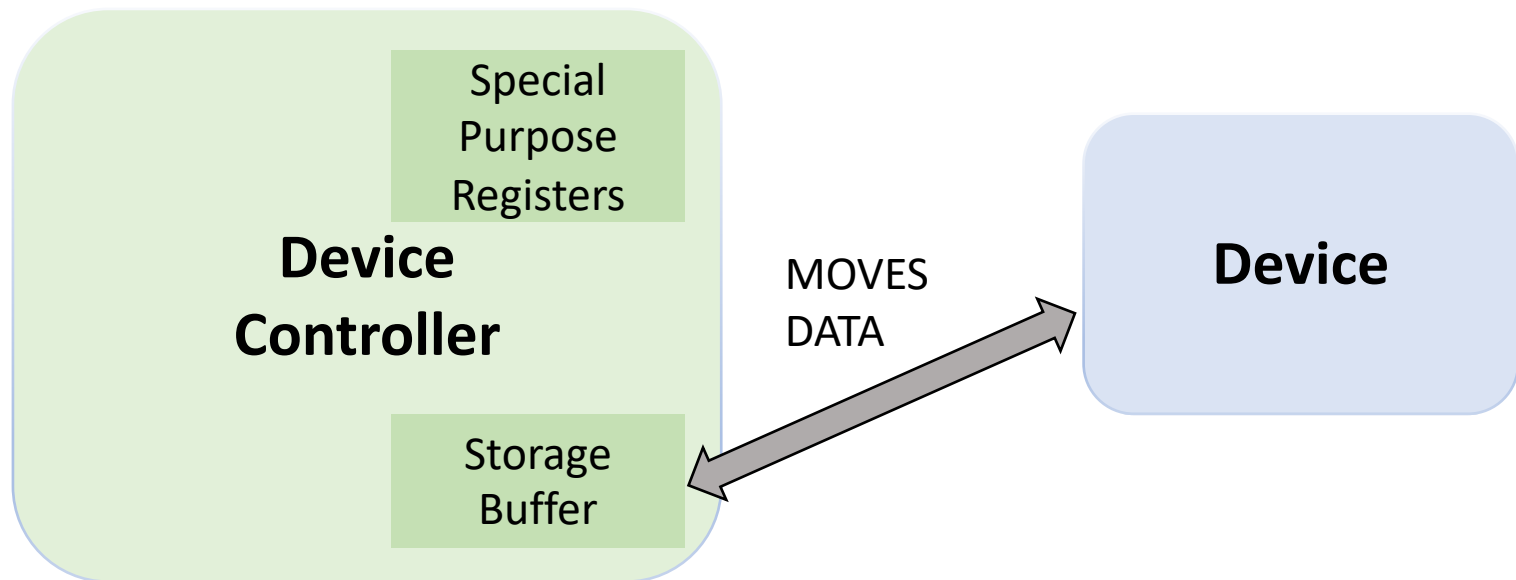 Special
Purpose
Registers
Device
Controller
MOVES
DATA
Device
Storage
Buffer